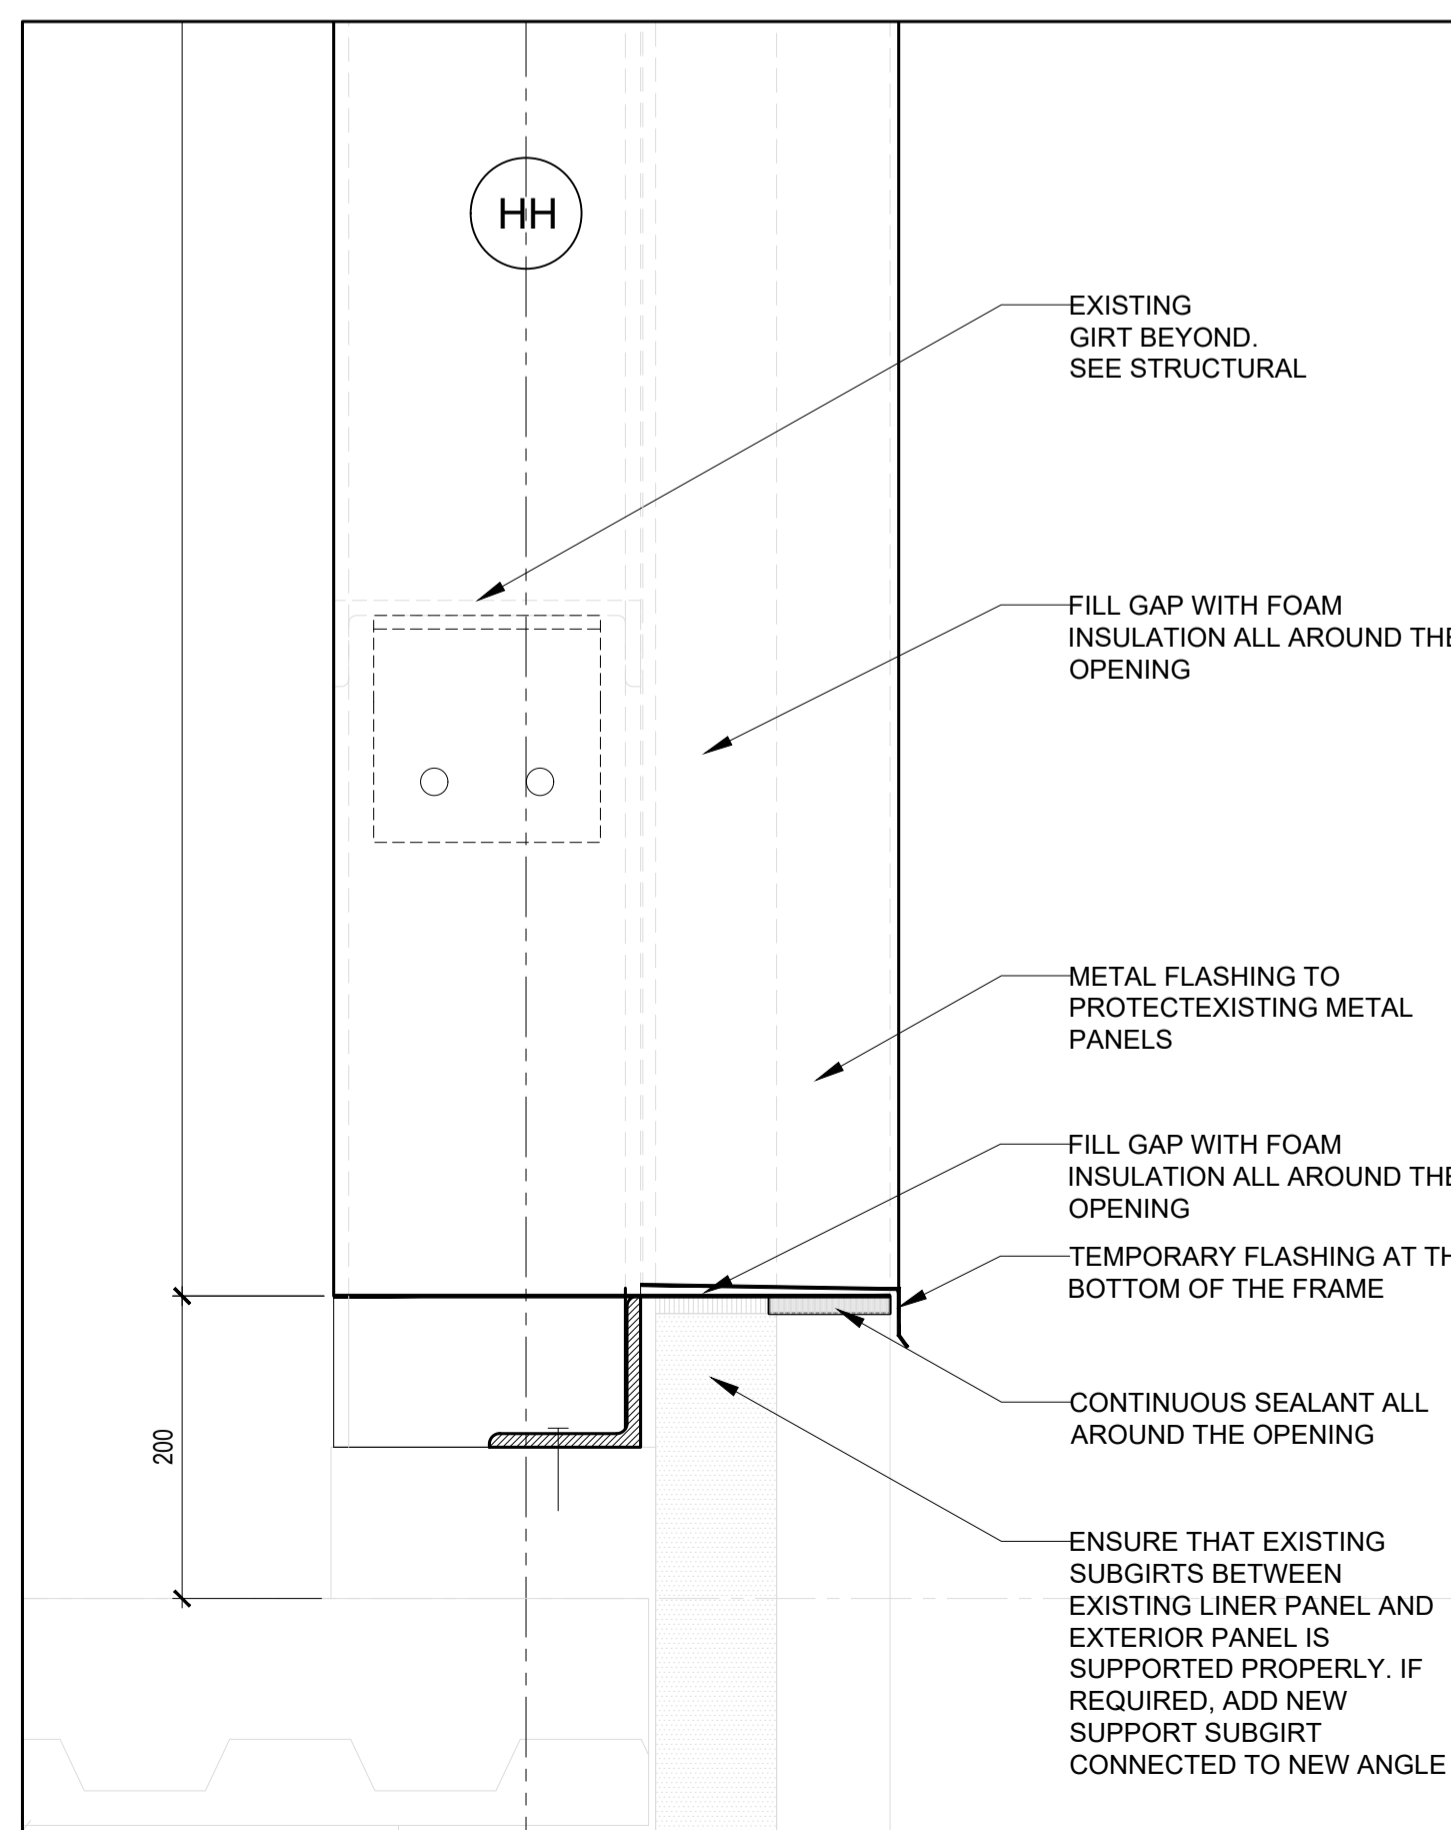 HH
EXISTING
GIRT BEYOND.
SEE STRUCTURAL
FILL GAP WITH FOAM
INSULATION ALL AROUND THE
OPENING
METAL FLASHING TO
PROTECTEXISTING METAL
PANELS
FILL GAP WITH FOAM
INSULATION ALL AROUND THE
OPENING
TEMPORARY FLASHING AT TH
BOTTOM OF THE FRAME
CONTINUOUS SEALANT ALL
AROUND THE OPENING
200
ENSURE THAT EXISTING
SUBGIRTS BETWEEN
EXISTING LINER PANEL AND
EXTERIOR PANEL IS
SUPPORTED PROPERLY. IF
REQUIRED, ADD NEW
SUPPORT SUBGIRT
CONNECTED TO NEW ANGLE